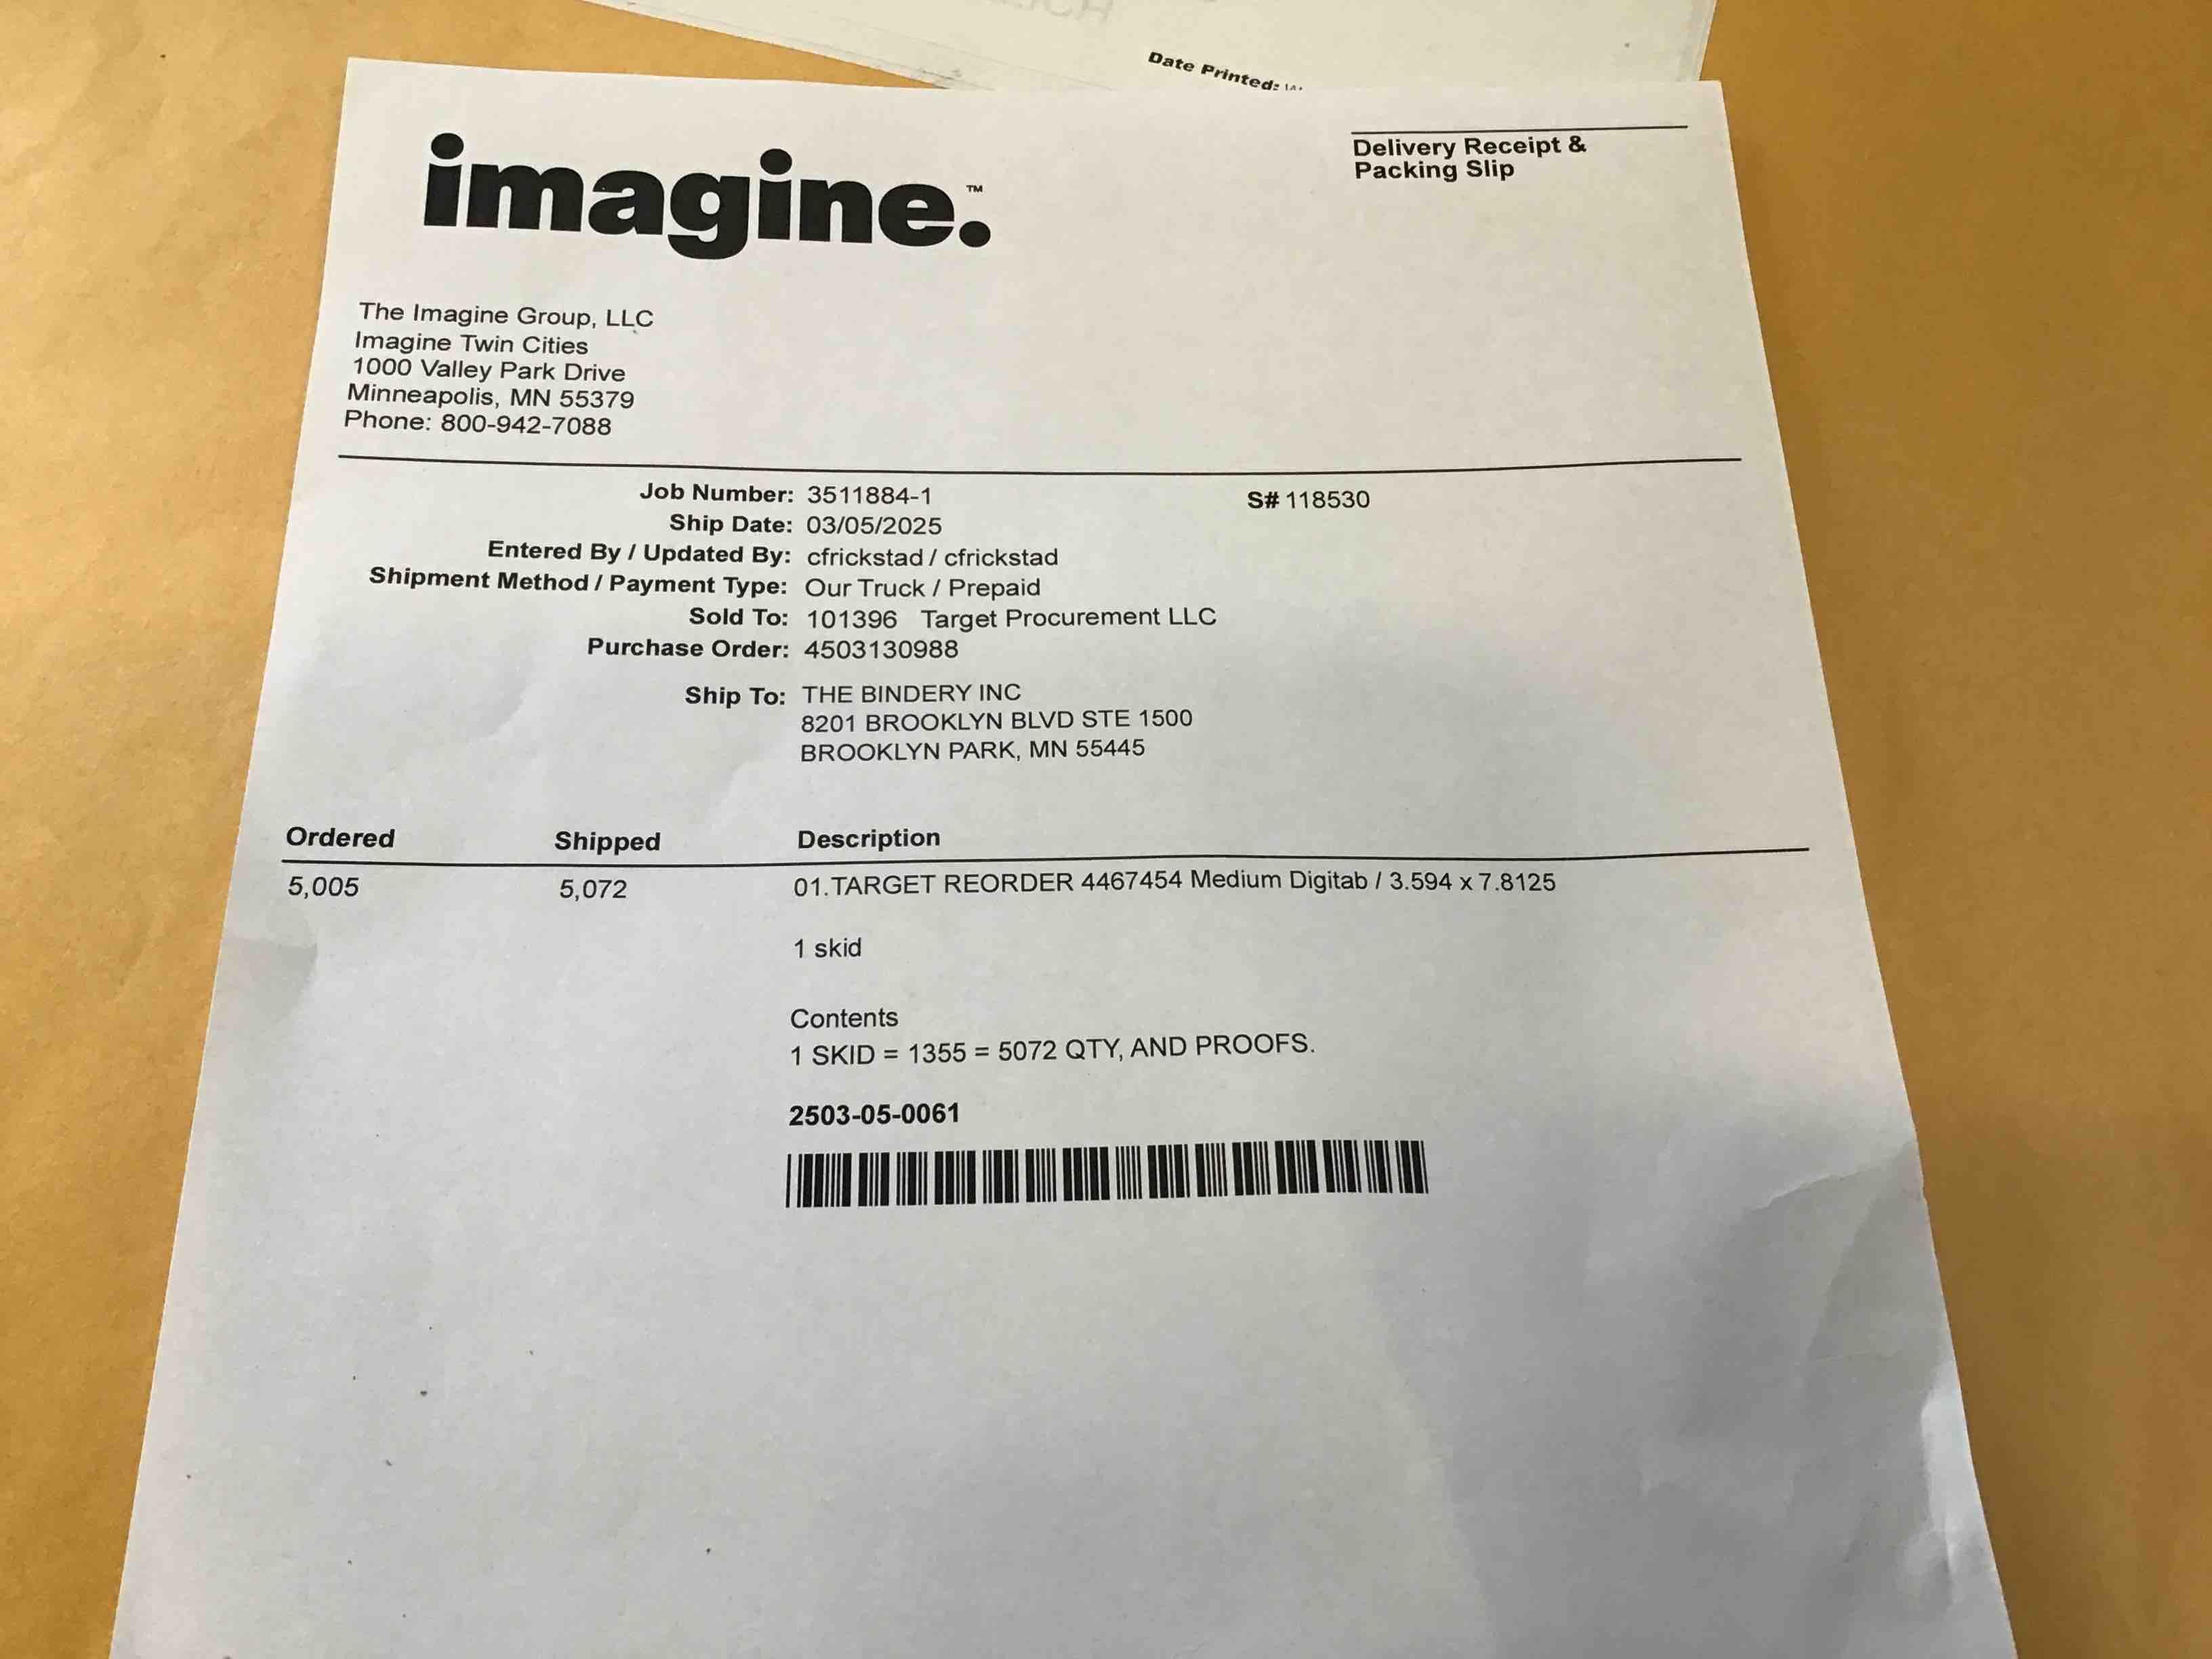 Date Printed:
imagine.™
Delivery Receipt &
Packing Slip
The Imagine Group, LLC
Imagine Twin Cities
1000 Valley Park Drive
Minneapolis, MN 55379
Phone: 800-942-7088
Job Number: 3511884-1 S# 118530
Ship Date: 03/05/2025
Entered By / Updated By: cfrickstad / cfrickstad
Shipment Method / Payment Type: Our Truck / Prepaid
Sold To: 101396 Target Procurement LLC
Purchase Order: 4503130988
Ship To: THE BINDERY INC
8201 BROOKLYN BLVD STE 1500
BROOKLYN PARK, MN 55445
Ordered Shipped Description
5,005 5,072 01.TARGET REORDER 4467454 Medium Digitab / 3.594 x 7.8125
1 skid
Contents
1 SKID = 1355 = 5072 QTY, AND PROOFS.
2503-05-0061